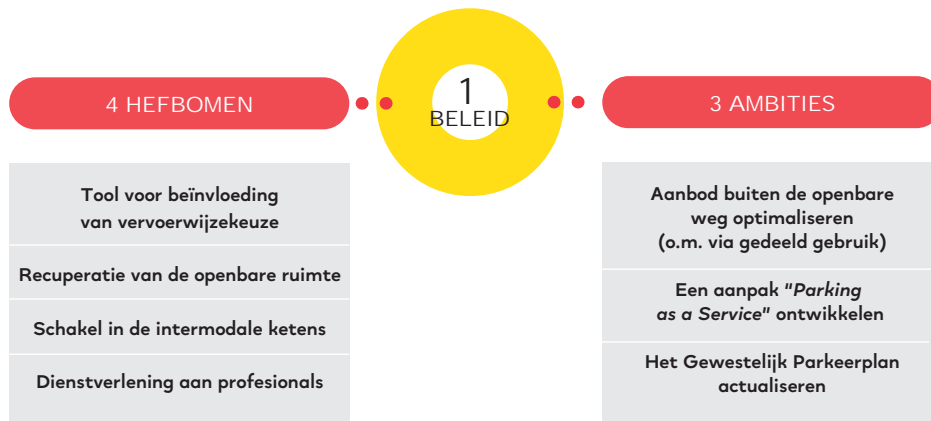 4 HEFBOMEN
1
BELEID
3 AMBITIES
Tool voor beïnvloeding
van vervoerwijzekeuze
Recuperatie van de openbare ruimte
Schakel in de intermodale ketens
Dienstverlening aan profesionals
Aanbod buiten de openbare
weg optimaliseren
(o.m. via gedeeld gebruik)
Een aanpak "Parking
as a Service" ontwikkelen
Het Gewestelijk Parkeerplan
actualiseren